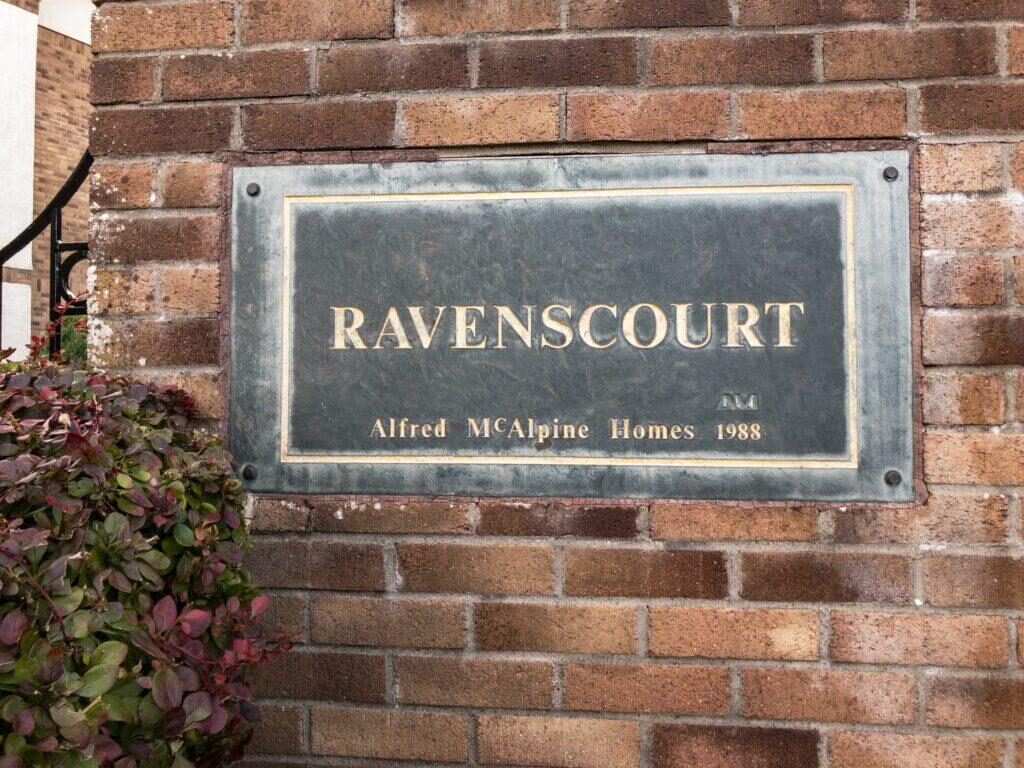 RAVENSCOURT
AM
Alfred McAlpine Homes 1988